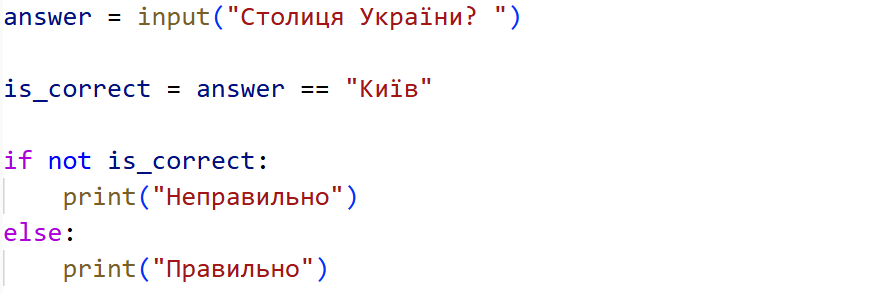 answer = input("Столиця України? ")
is_correct = answer == "Київ"
if not is_correct:
    print("Неправильно")
else:
    print("Правильно")